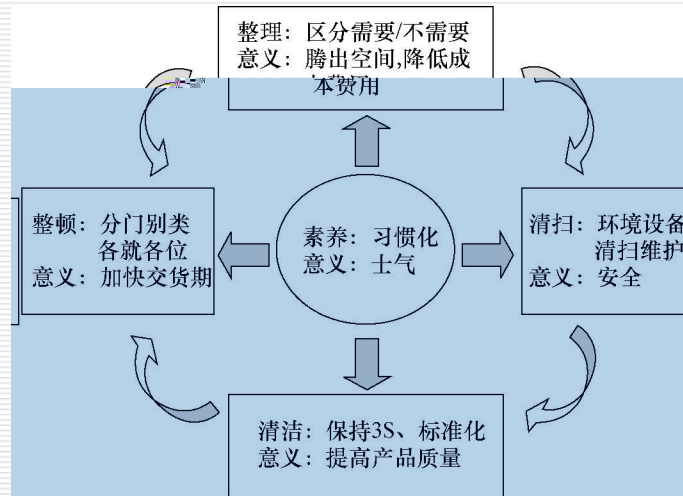 整理：区分需要/不需要
意义：腾出空间,降低成
本费用
整顿：分门别类
各就各位
意义：加快交货期
素养：习惯化
意义：士气
清扫：环境设备
清扫维护
意义：安全
清洁：保持3S、标准化
意义：提高产品质量